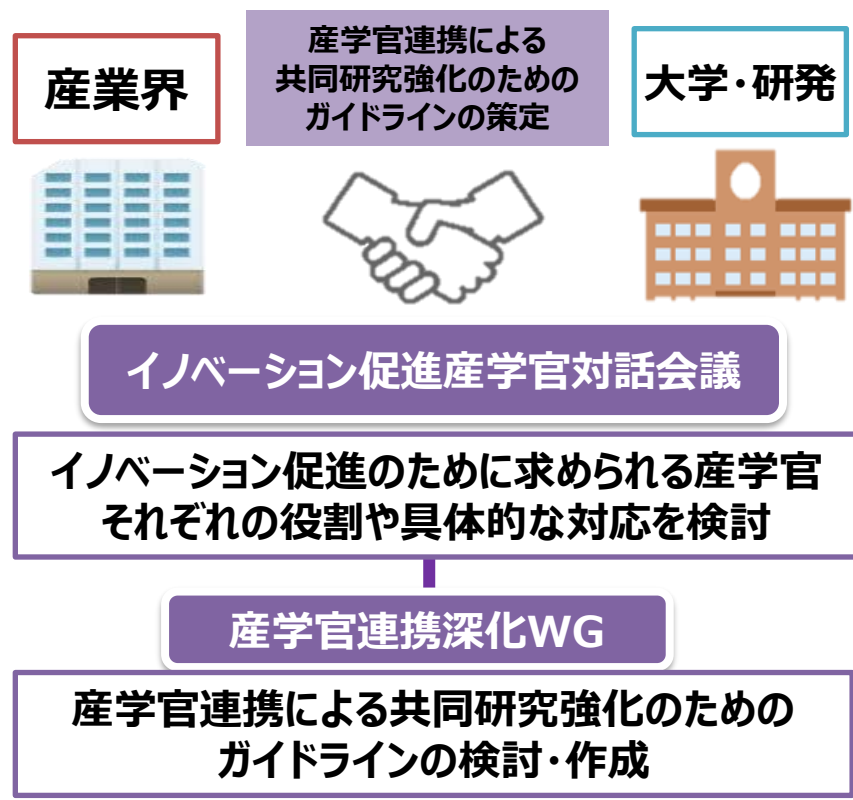 産業界
産学官連携による
共同研究強化のための
ガイドラインの策定
大学・研発
イノベーション促進産学官対話会議
イノベーション促進のために求められる産学官
それぞれの役割や具体的な対応を検討
産学官連携深化WG
産学官連携による共同研究強化のための
ガイドラインの検討・作成